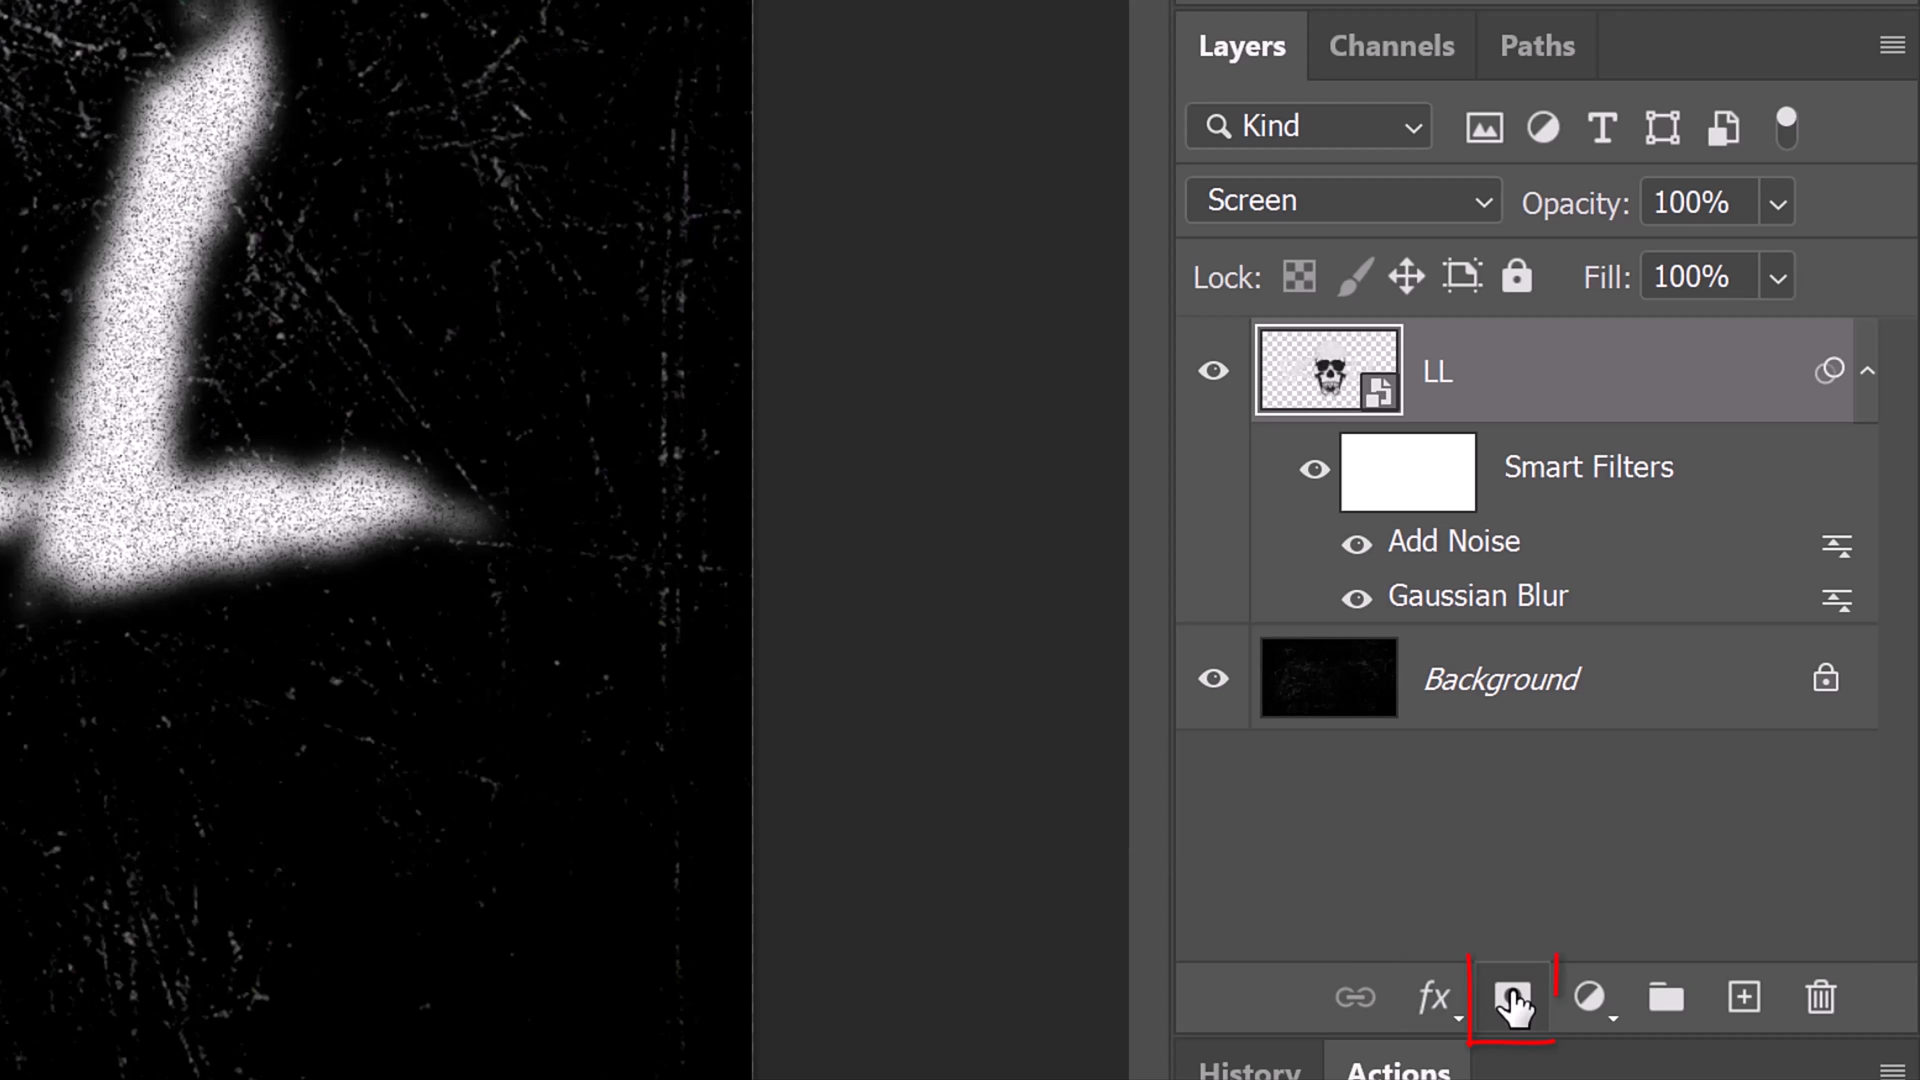 Layers Channels Paths
Kind
Screen Opacity: 100%
Lock: Fill: 100%
LL
Smart Filters
Add Noise
Gaussian Blur
Background
fx
History Actions
L